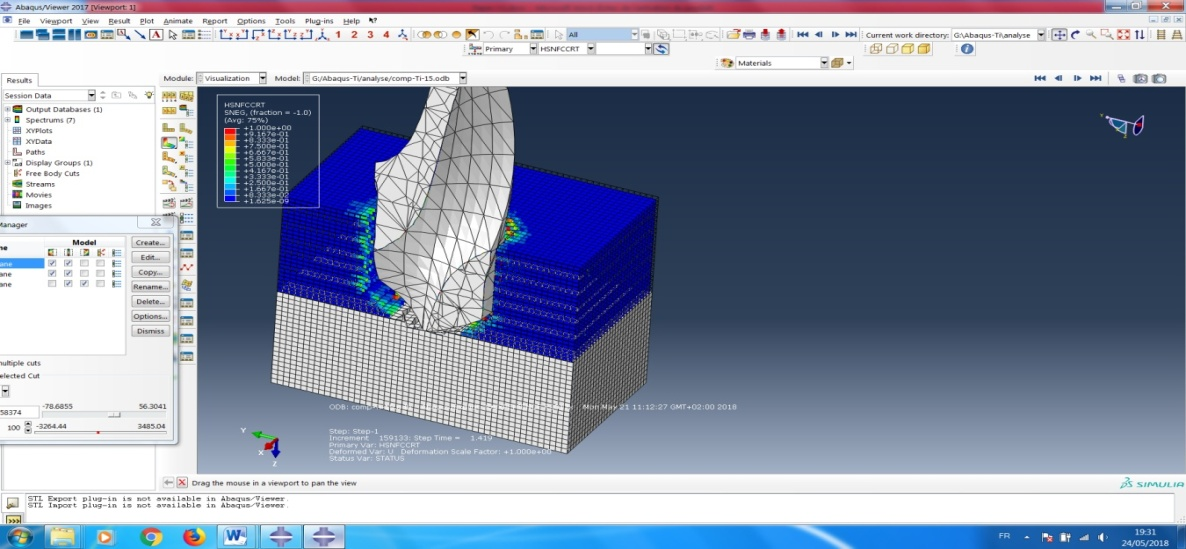 Abaqus/Viewer 2017 [Viewport: 1]
File Viewport View Result Plot Animate Report Options Tools Plug-ins Help
1 2 3 4 All Current work directory: G:\Abaqus-Ti\analyse
Primary HSNFCCRT
Materials
Results Module: Visualization Model: G:/Abaqus-Ti/analyse/comp-Ti-15.odb
Session Data
Output Databases (1)
Spectrums (7)
XYPlots
XYData
Paths
Display Groups (1)
Free Body Cuts
Streams
Movies
Images
HSNFCCRT
SNEG, (fraction = -1.0)
(Avg: 75%)
+1.000e+00
+9.167e-01
+8.333e-01
+7.500e-01
+6.667e-01
+5.833e-01
+5.000e-01
+4.167e-01
+3.333e-01
+2.500e-01
+1.667e-01
+8.333e-02
+1.625e-09
Manager
Model
Create...
Edit...
Copy...
Rename...
Delete...
Options...
Dismiss
multiple cuts
58374 -78.6855 56.3041
100 -3264.44 3485.04
ODB: Mon May 21 11:12:27 GMT+02:00 2018
Step: Step-1
Increment 159133: Step Time = 1.419
Primary Var: HSNFCCRT
Deformed Var: U Deformation Scale Factor: +1.000e+00
Status Var: STATUS
Y
X
Z
Drag the mouse in a viewport to pan the view
SIMULIA
STL Export plug-in is not available in Abaqus/Viewer
STL Import plug-in is not available in Abaqus/Viewer
>>>
FR 19:31
24/05/2018